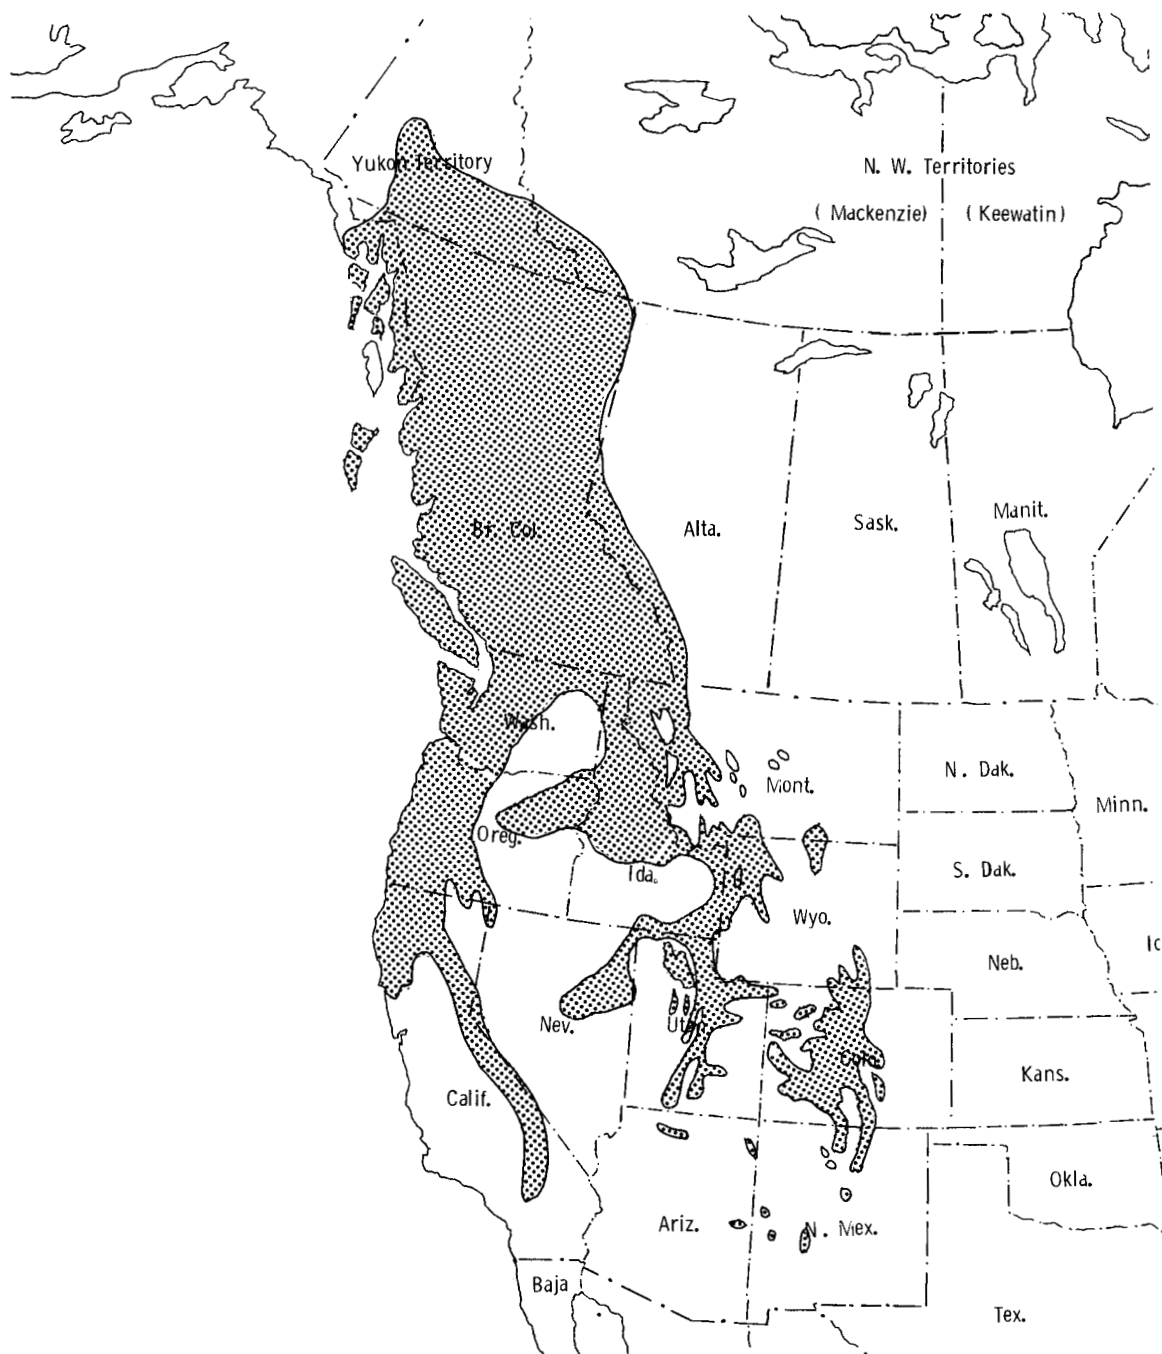 Yukon Territory
N. W. Territories
(Mackenzie) (Keewatin)
Br. Col.
Alta.
Sask.
Manit.
Wash.
Mont.
N. Dak.
Minn.
Oreg.
Ida.
S. Dak.
Wyo.
Neb.
Nev.
Utah
Colo.
Kans.
Calif.
Okla.
Ariz.
N. Mex.
Baja
Tex.